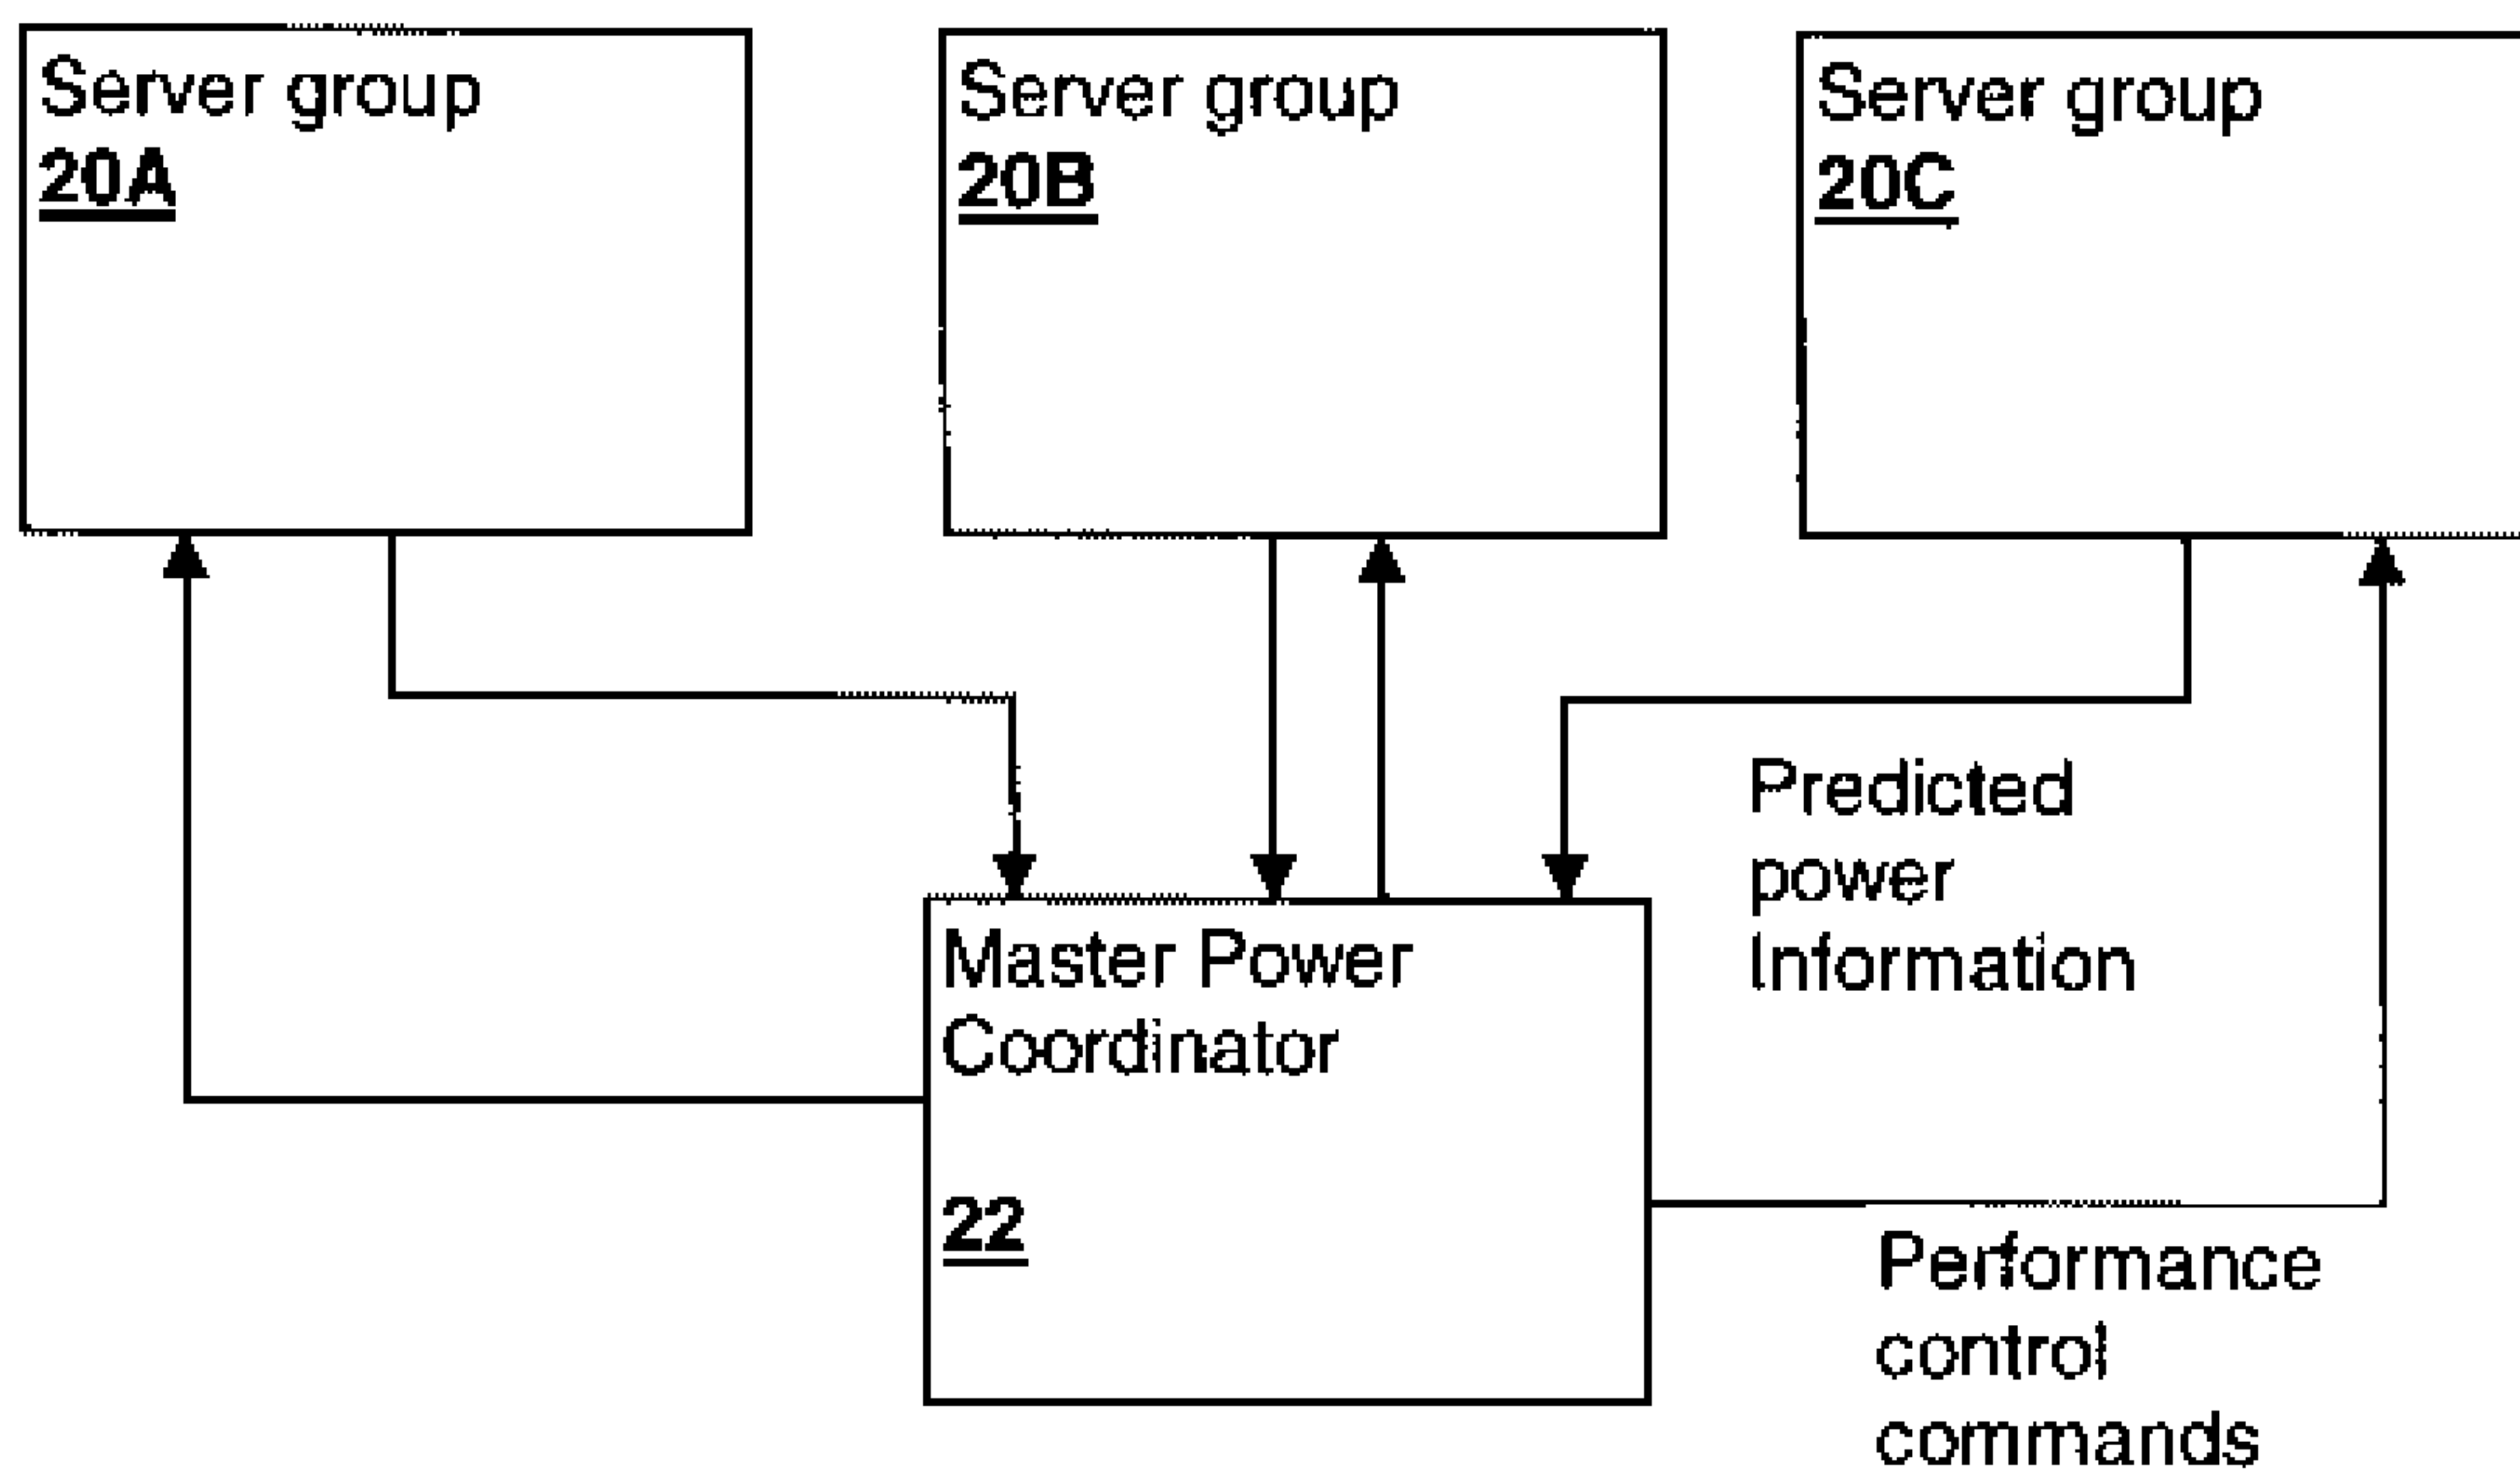 Server group
20A
Server group
20B
Server group
20C
Predicted
power
Information
Master Power
Coordinator
22
Performance
control
commands